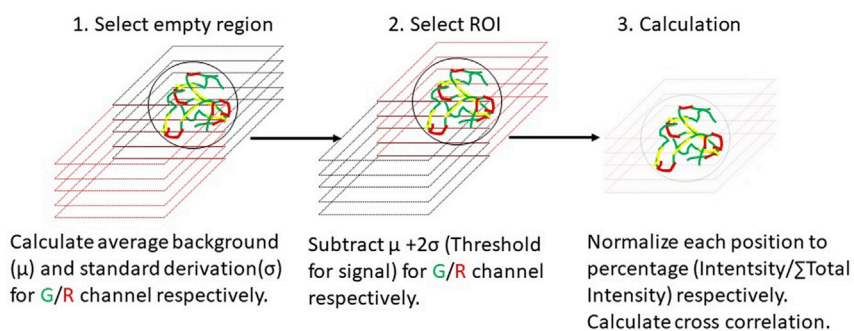 1. Select empty region
2. Select ROI
3. Calculation
Calculate average background
(μ) and standard derivation(σ)
for G/R channel respectively.
Subtract μ +2σ (Threshold
for signal) for G/R channel
respectively.
Normalize each position to
percentage (Intentsity/∑Total
Intensity) respectively.
Calculate cross correlation.